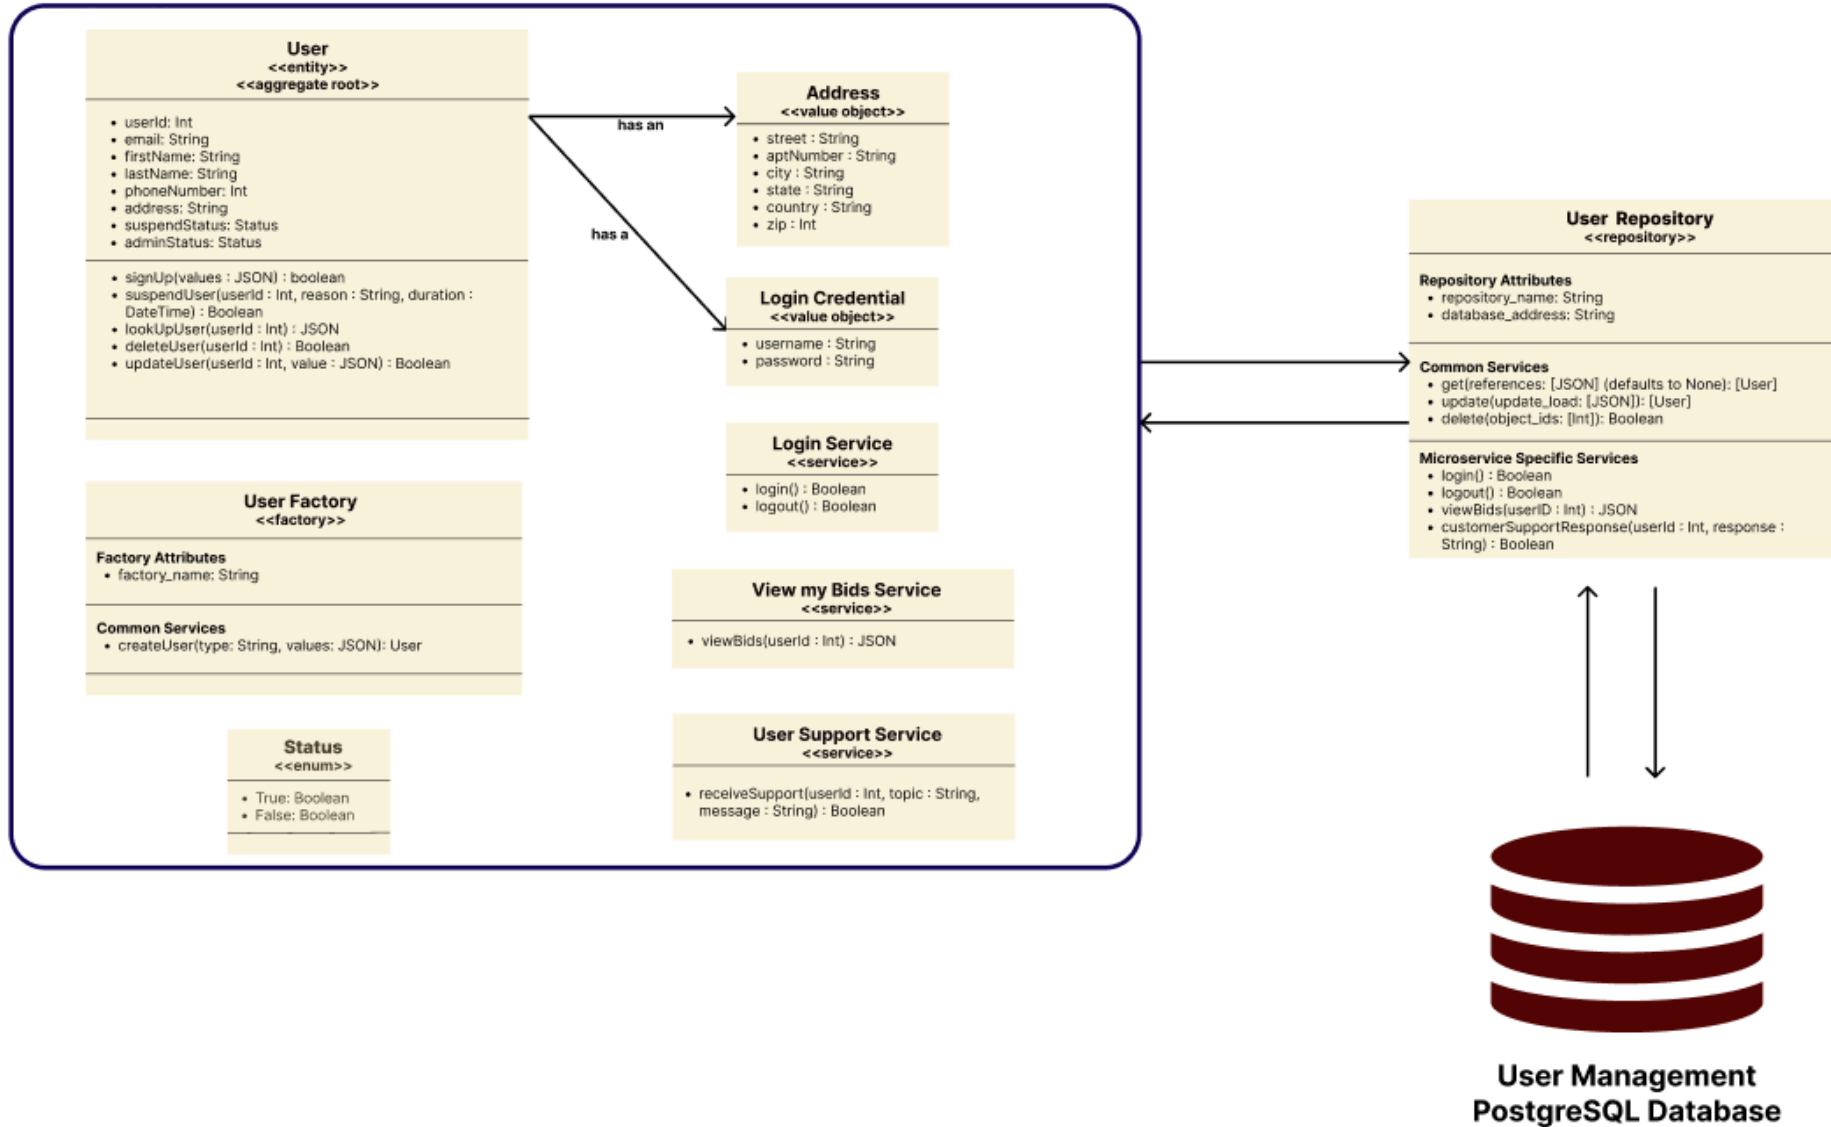 User
<<entity>>
<<aggregate root>>
• userId: Int
• email: String
• firstName: String
• lastName: String
• phoneNumber: Int
• address: String
• suspendStatus: Status
• adminStatus: Status
• signUp(values : JSON) : boolean
• suspendUser(userId : Int, reason : String, duration :
DateTime) : Boolean
• lookUpUser(userId : Int) : JSON
• deleteUser(userId : Int) : Boolean
• updateUser(userId : Int, value : JSON) : Boolean
has an
has a
Address
<<value object>>
• street : String
• aptNumber : String
• city : String
• state : String
• country : String
• zip : Int
Login Credential
<<value object>>
• username : String
• password : String
Login Service
<<service>>
• login() : Boolean
• logout() : Boolean
User Factory
<<factory>>
Factory Attributes
• factory_name: String
Common Services
• createUser(type: String, values: JSON): User
View my Bids Service
<<service>>
• viewBids(userId : Int) : JSON
Status
<<enum>>
• True: Boolean
• False: Boolean
User Support Service
<<service>>
• receiveSupport(userId : Int, topic : String,
message : String) : Boolean
User Repository
<<repository>>
Repository Attributes
• repository_name: String
• database_address: String
Common Services
• get(references: [JSON] (defaults to None): [User]
• update(update_load: [JSON]): [User]
• delete(object_ids: [Int]): Boolean
Microservice Specific Services
• login() : Boolean
• logout() : Boolean
• viewBids(userID : Int) : JSON
• customerSupportResponse(userId : Int, response :
String) : Boolean
User Management
PostgreSQL Database